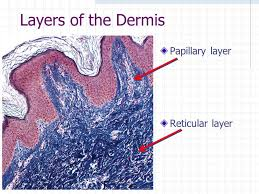 Layers of the Dermis
Papillary layer
Reticular layer